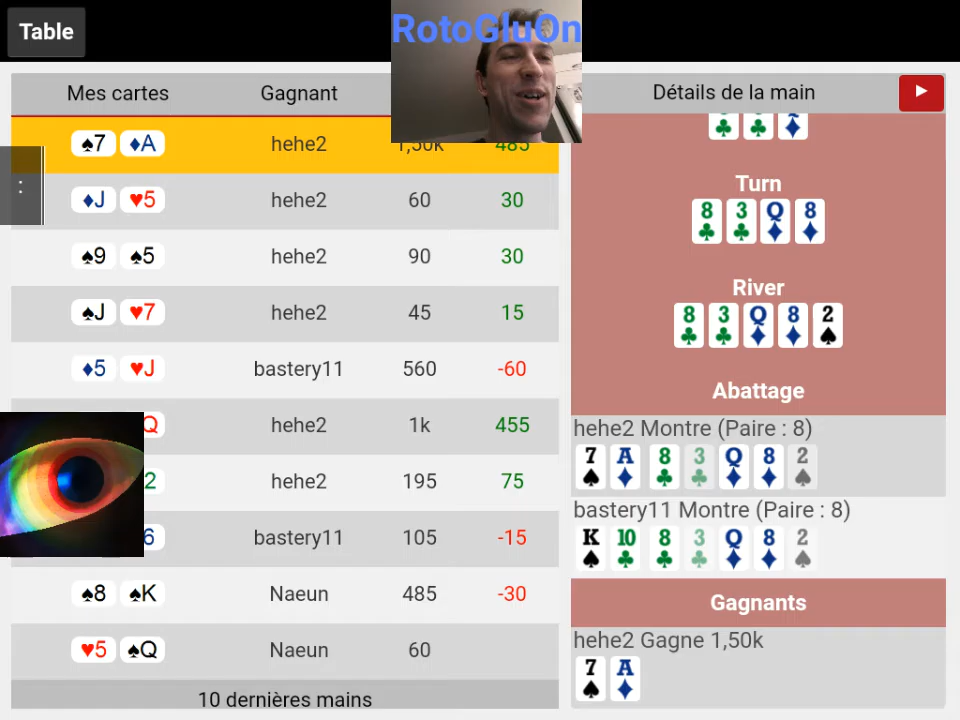 Table
RotoGluOn
Mes cartes Gagnant
♠7 ♦A hehe2 1,50k 485
♦J ♥5 hehe2 60 30
♠9 ♠5 hehe2 90 30
♠J ♥7 hehe2 45 15
♦5 ♥J bastery11 560 -60
Q hehe2 1k 455
2 hehe2 195 75
6 bastery11 105 -15
♠8 ♠K Naeun 485 -30
♥5 ♠Q Naeun 60
10 dernières mains
Détails de la main
Turn
8♣ 3♣ Q♦ 8♦
River
8♣ 3♣ Q♦ 8♦ 2♠
Abattage
hehe2 Montre (Paire : 8)
7♠ A♦ 8♣ 3♣ Q♦ 8♦ 2♠
bastery11 Montre (Paire : 8)
K♠ 10♣ 8♣ 3♣ Q♦ 8♦ 2♠
Gagnants
hehe2 Gagne 1,50k
7♠ A♦